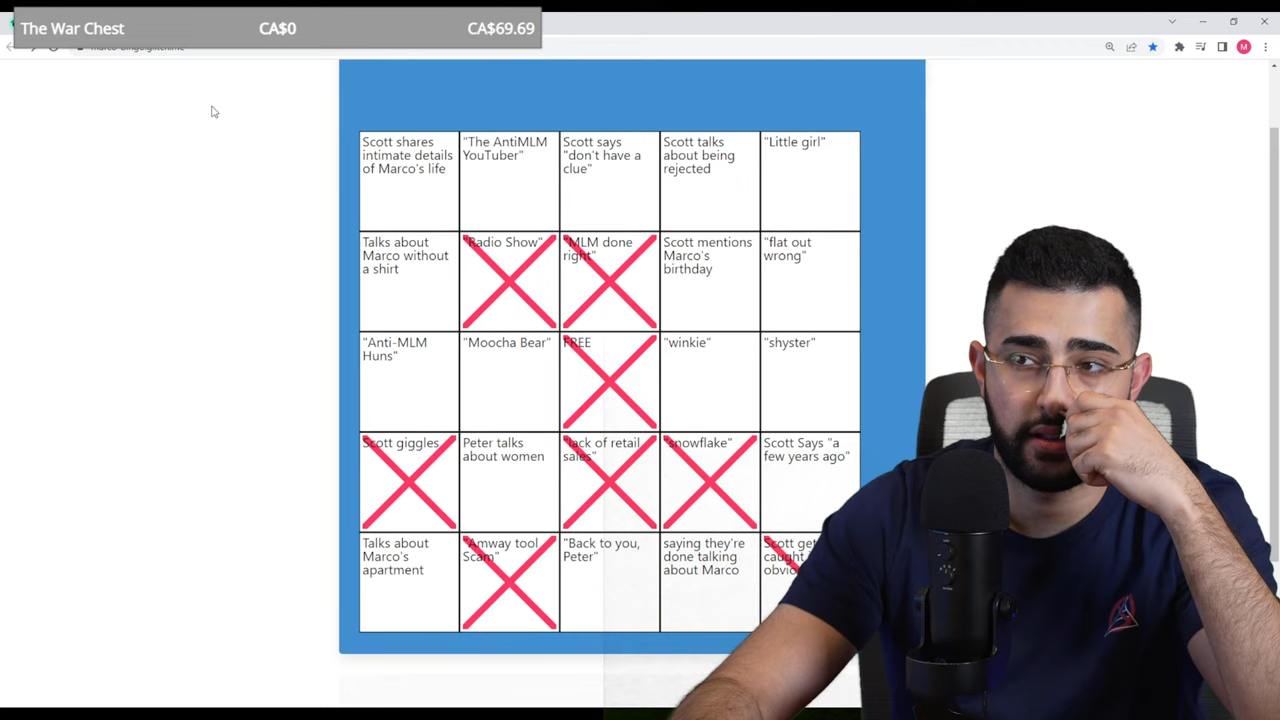 The War Chest CA$0 CA$69.69
M
Scott shares
intimate details
of Marco's life
"The AntiMLM
YouTuber"
Scott says
"don't have a
clue"
Scott talks
about being
rejected
"Little girl"
Talks about
Marco without
a shirt
"Radio Show"
"MLM done
right"
Scott mentions
Marco's
birthday
"flat out
wrong"
"Anti-MLM
Huns"
"Moocha Bear"
FREE
"winkie"
"shyster"
Scott giggles
Peter talks
about women
"lack of retail
sales"
"snowflake"
Scott Says "a
few years ago"
Talks about
Marco's
apartment
"Amway tool
Scam"
"Back to you,
Peter"
saying they're
done talking
about Marco
Scott
caught